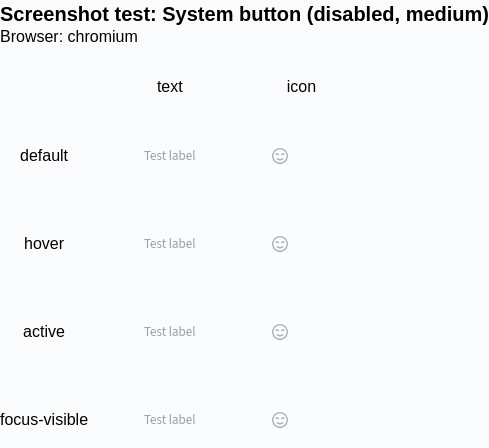 Screenshot test: System button (disabled, medium)
Browser: chromium
text icon
default Test label
hover Test label
active Test label
focus-visible Test label